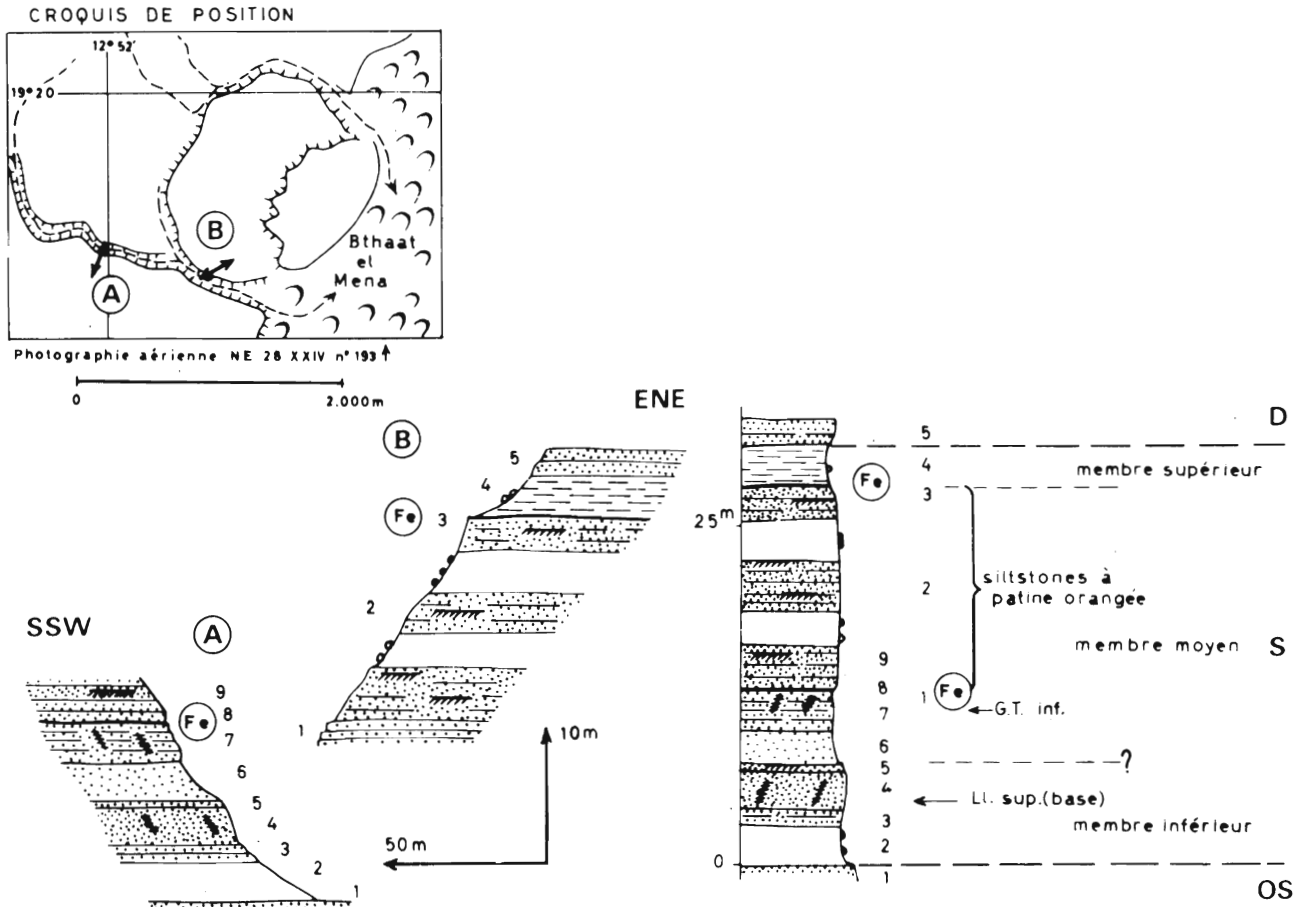 CROQUIS DE POSITION
12° 52'
19° 20
B
A
Bthaat
el
Mena
Photographie aérienne NE 28 XXIV n° 193
0
2.000m
ENE
B
5
4
Fe
3
2
1
SSW
A
9
8
Fe
7
6
5
4
3
2
1
50 m
10 m
D
5
4
membre supérieur
Fe
3
25 m
siltstones à
patine orangée
2
membre moyen
S
9
8
1
Fe
G.T. inf.
7
6
5
?
4
Ll. sup.(base)
3
membre inférieur
2
0
1
OS